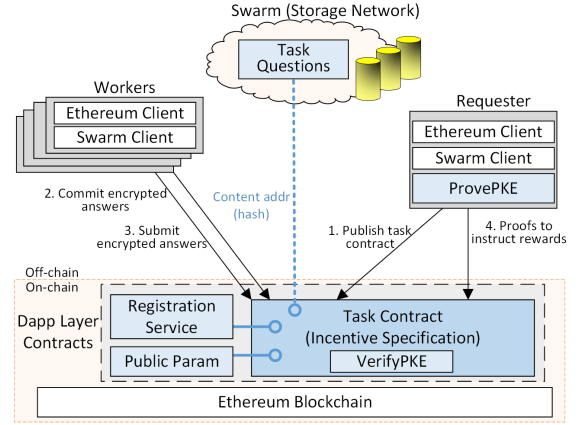 Swarm (Storage Network)
Task
Questions
Workers
Ethereum Client
Swarm Client
Requester
Ethereum Client
Swarm Client
ProvePKE
2. Commit encrypted
answers
3. Submit
encrypted answers
Content addr
(hash)
1. Publish task
contract
4. Proofs to
instruct rewards
Off-chain
On-chain
Dapp Layer
Contracts
Registration
Service
Public Param
Task Contract
(Incentive Specification)
VerifyPKE
Ethereum Blockchain